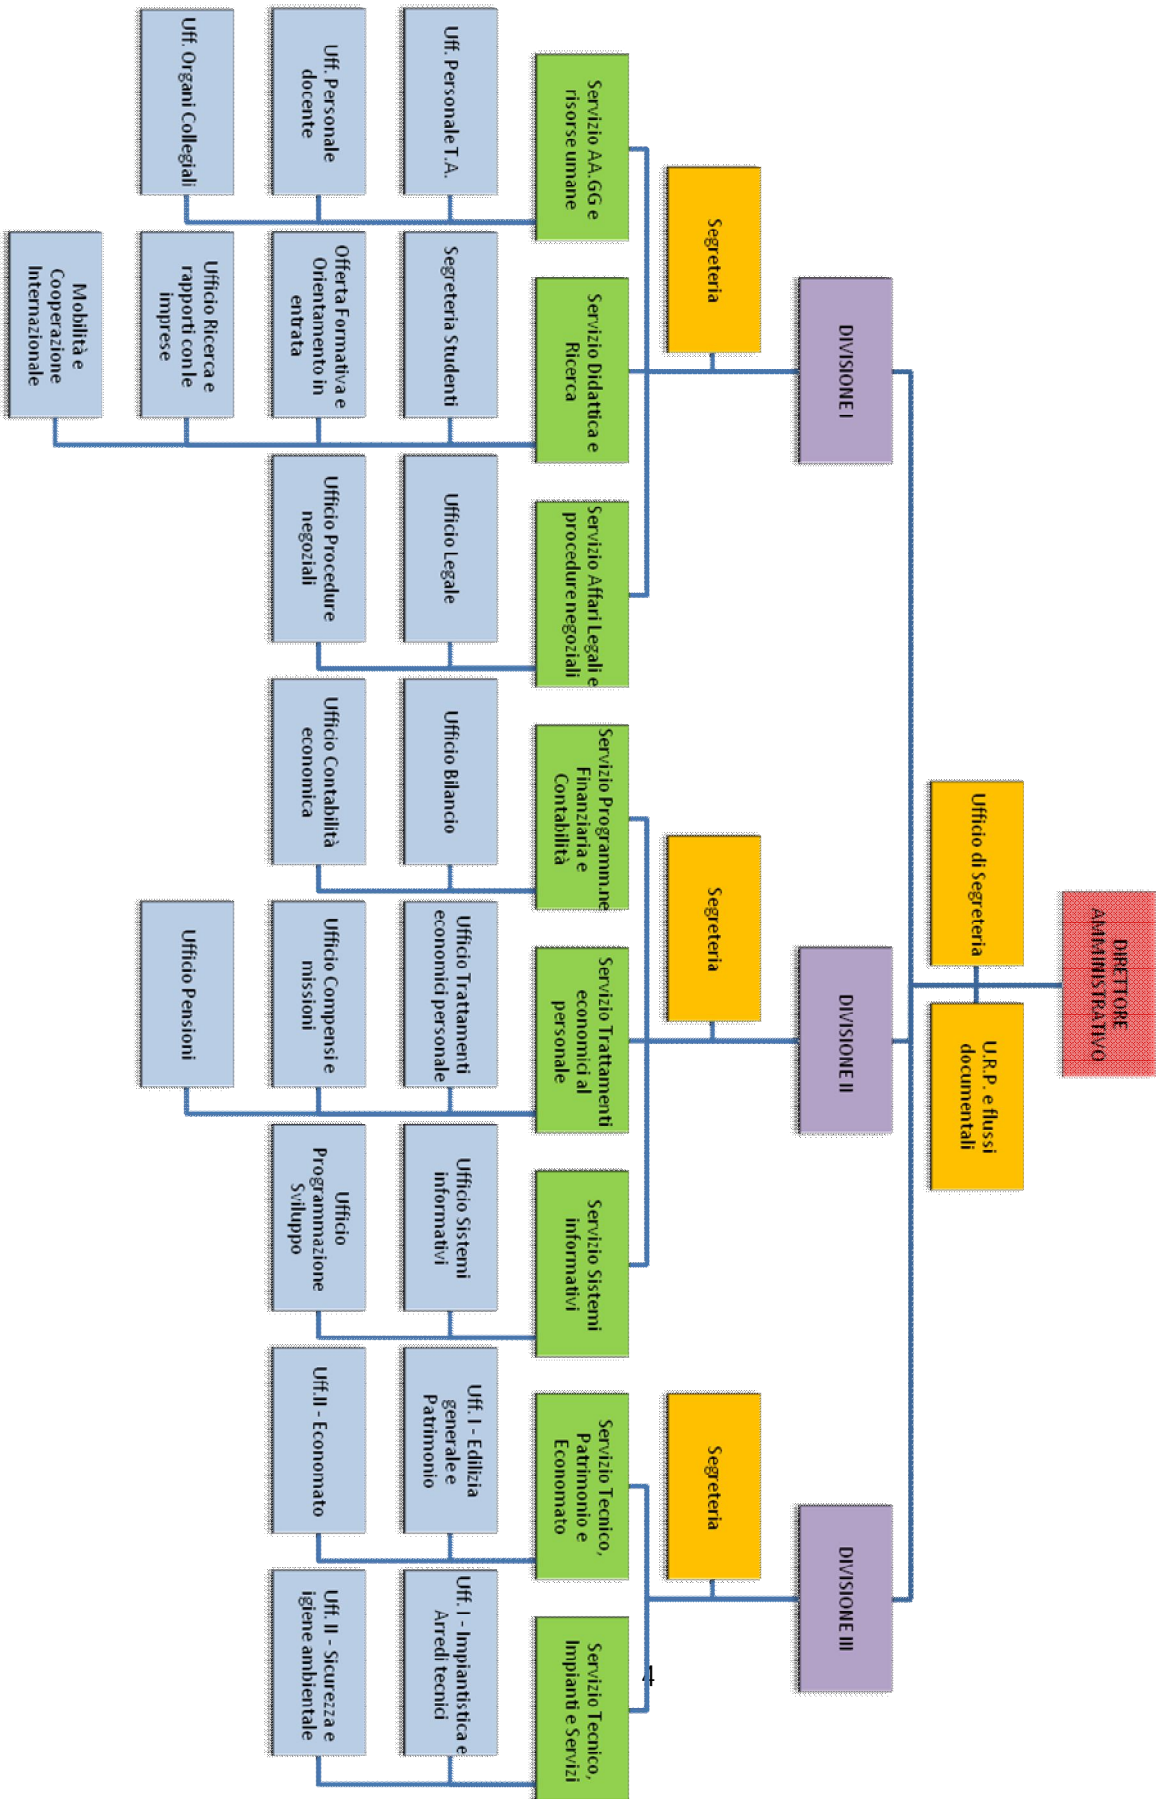 DIRETTORE
AMMINISTRATIVO
Ufficio di Segreteria
U.R.P. e flussi
documentali
DIVISIONE I
DIVISIONE II
DIVISIONE III
Segreteria
Segreteria
Segreteria
Servizio AA.GG e
risorse umane
Servizio Didattica e
Ricerca
Servizio Affari Legali e
procedure negoziali
Servizio Programm.ne
Finanziaria e
Contabilità
Servizio Trattamenti
economici al
personale
Servizio Sistemi
informativi
Servizio Tecnico,
Patrimonio e
Economato
Servizio Tecnico,
Impianti e Servizi
Uff. Personale T.A.
Segreteria Studenti
Ufficio Legale
Ufficio Bilancio
Ufficio Trattamenti
economici personale
Ufficio Sistemi
informativi
Uff. I - Edilizia
generale e
Patrimonio
Uff. I - Impiantistica e
Arredi tecnici
Uff. Personale
docente
Offerta Formativa e
Orientamento in
entrata
Ufficio Procedure
negoziali
Ufficio Contabilità
economica
Ufficio Compensi e
missioni
Ufficio
Programmazione
Sviluppo
Uff.II - Economato
Uff. II - Sicurezza e
igiene ambientale
Uff. Organi Collegiali
Ufficio Ricerca e
rapporti con le
imprese
Ufficio Pensioni
Mobilità e
Cooperazione
Internazionale
4